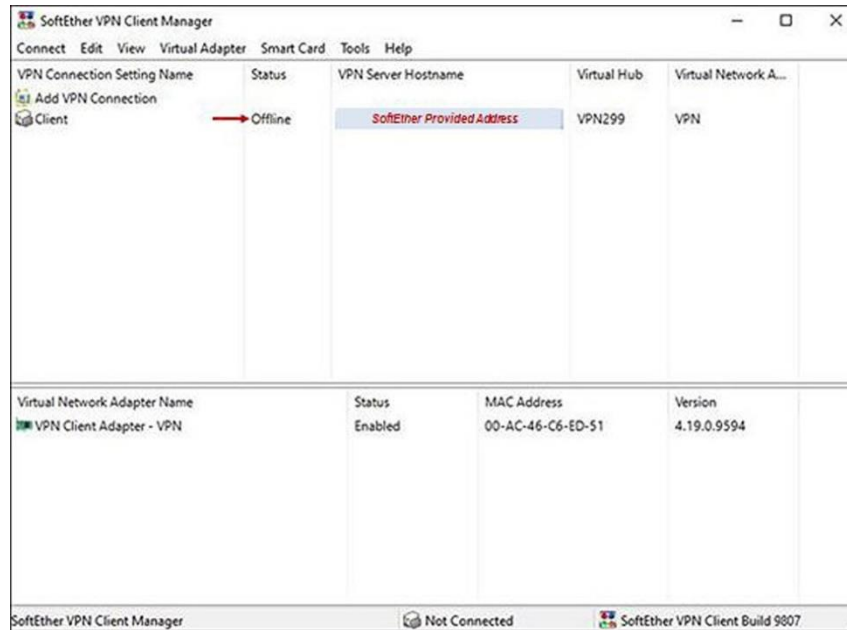 SoftEther VPN Client Manager
Connect Edit View Virtual Adapter Smart Card Tools Help
VPN Connection Setting Name Status VPN Server Hostname Virtual Hub Virtual Network A...
Add VPN Connection
Client Offline SoftEther Provided Address VPN299 VPN
Virtual Network Adapter Name Status MAC Address Version
VPN Client Adapter - VPN Enabled 00-AC-46-C6-ED-51 4.19.0.9594
SoftEther VPN Client Manager Not Connected SoftEther VPN Client Build 9807